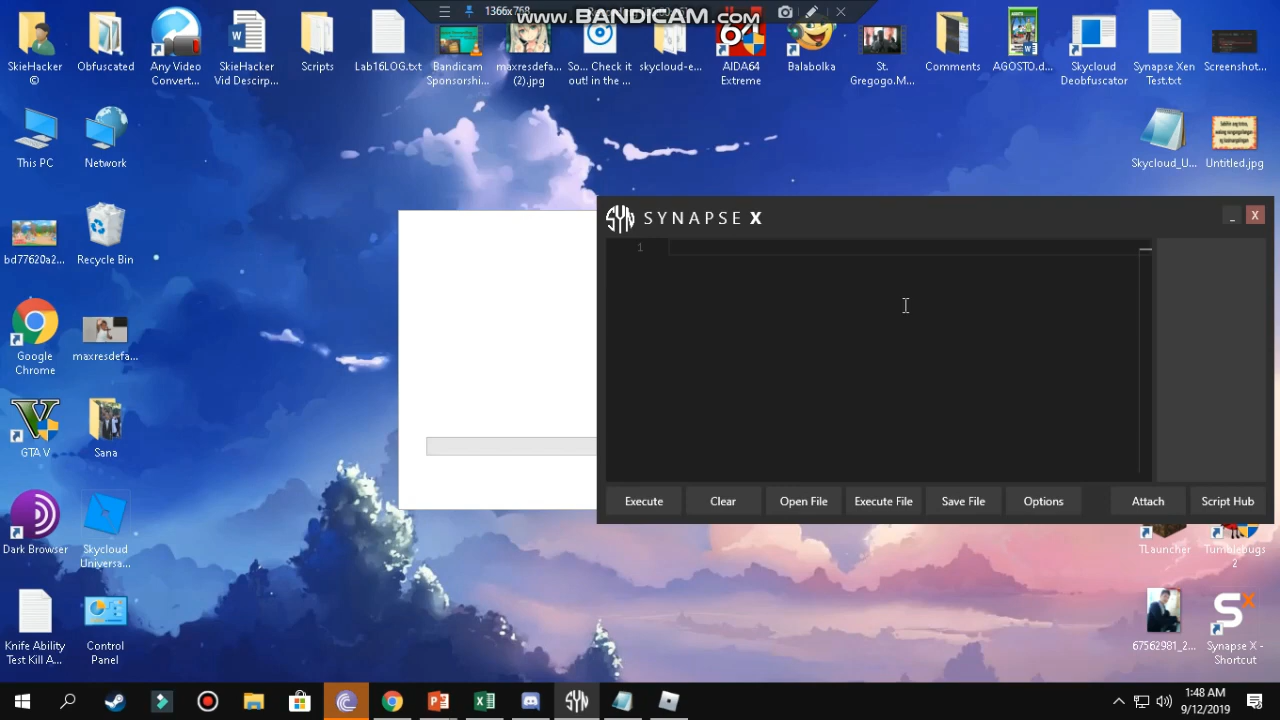 1366x768
www.BANDICAM.com
SkieHacker
©
Obfuscated
Any Video
Convert...
SkieHacker
Vid Descirp...
Scripts
Lab16LOG.txt
Bandicam
Sponsorshi...
maxresdefa...
(2).jpg
So... Check it
out! in the ...
skycloud-e...
64
AIDA64
Extreme
Balabolka
St.
Gregogo.M...
Comments
AGOSTO.d...
Skycloud
Deobfuscator
Synapse Xen
Test.txt
Screenshot...
This PC
Network
Skycloud_U...
Untitled.jpg
bd77620a2...
Recycle Bin
SYN SYNAPSE X
_ X
1
Google
Chrome
maxresdefa...
GTA V
Sana
Execute
Clear
Open File
Execute File
Save File
Options
Attach
Script Hub
Dark Browser
Skycloud
Universa...
TLauncher
Tumblebugs
2
Knife Ability
Test Kill A...
Control
Panel
67562981_2...
Synapse X -
Shortcut
SYN
1:48 AM
9/12/2019